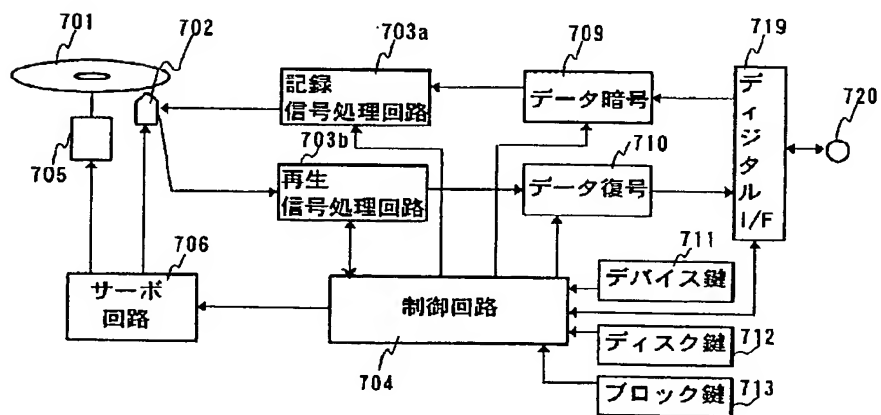 701
702
703a
記録
信号処理回路
709
データ暗号
719
ディジタル
I/F
720
705
703b
再生
信号処理回路
710
データ復号
706
サーボ
回路
制御回路
704
711
デバイス鍵
ディスク鍵
712
ブロック鍵
713